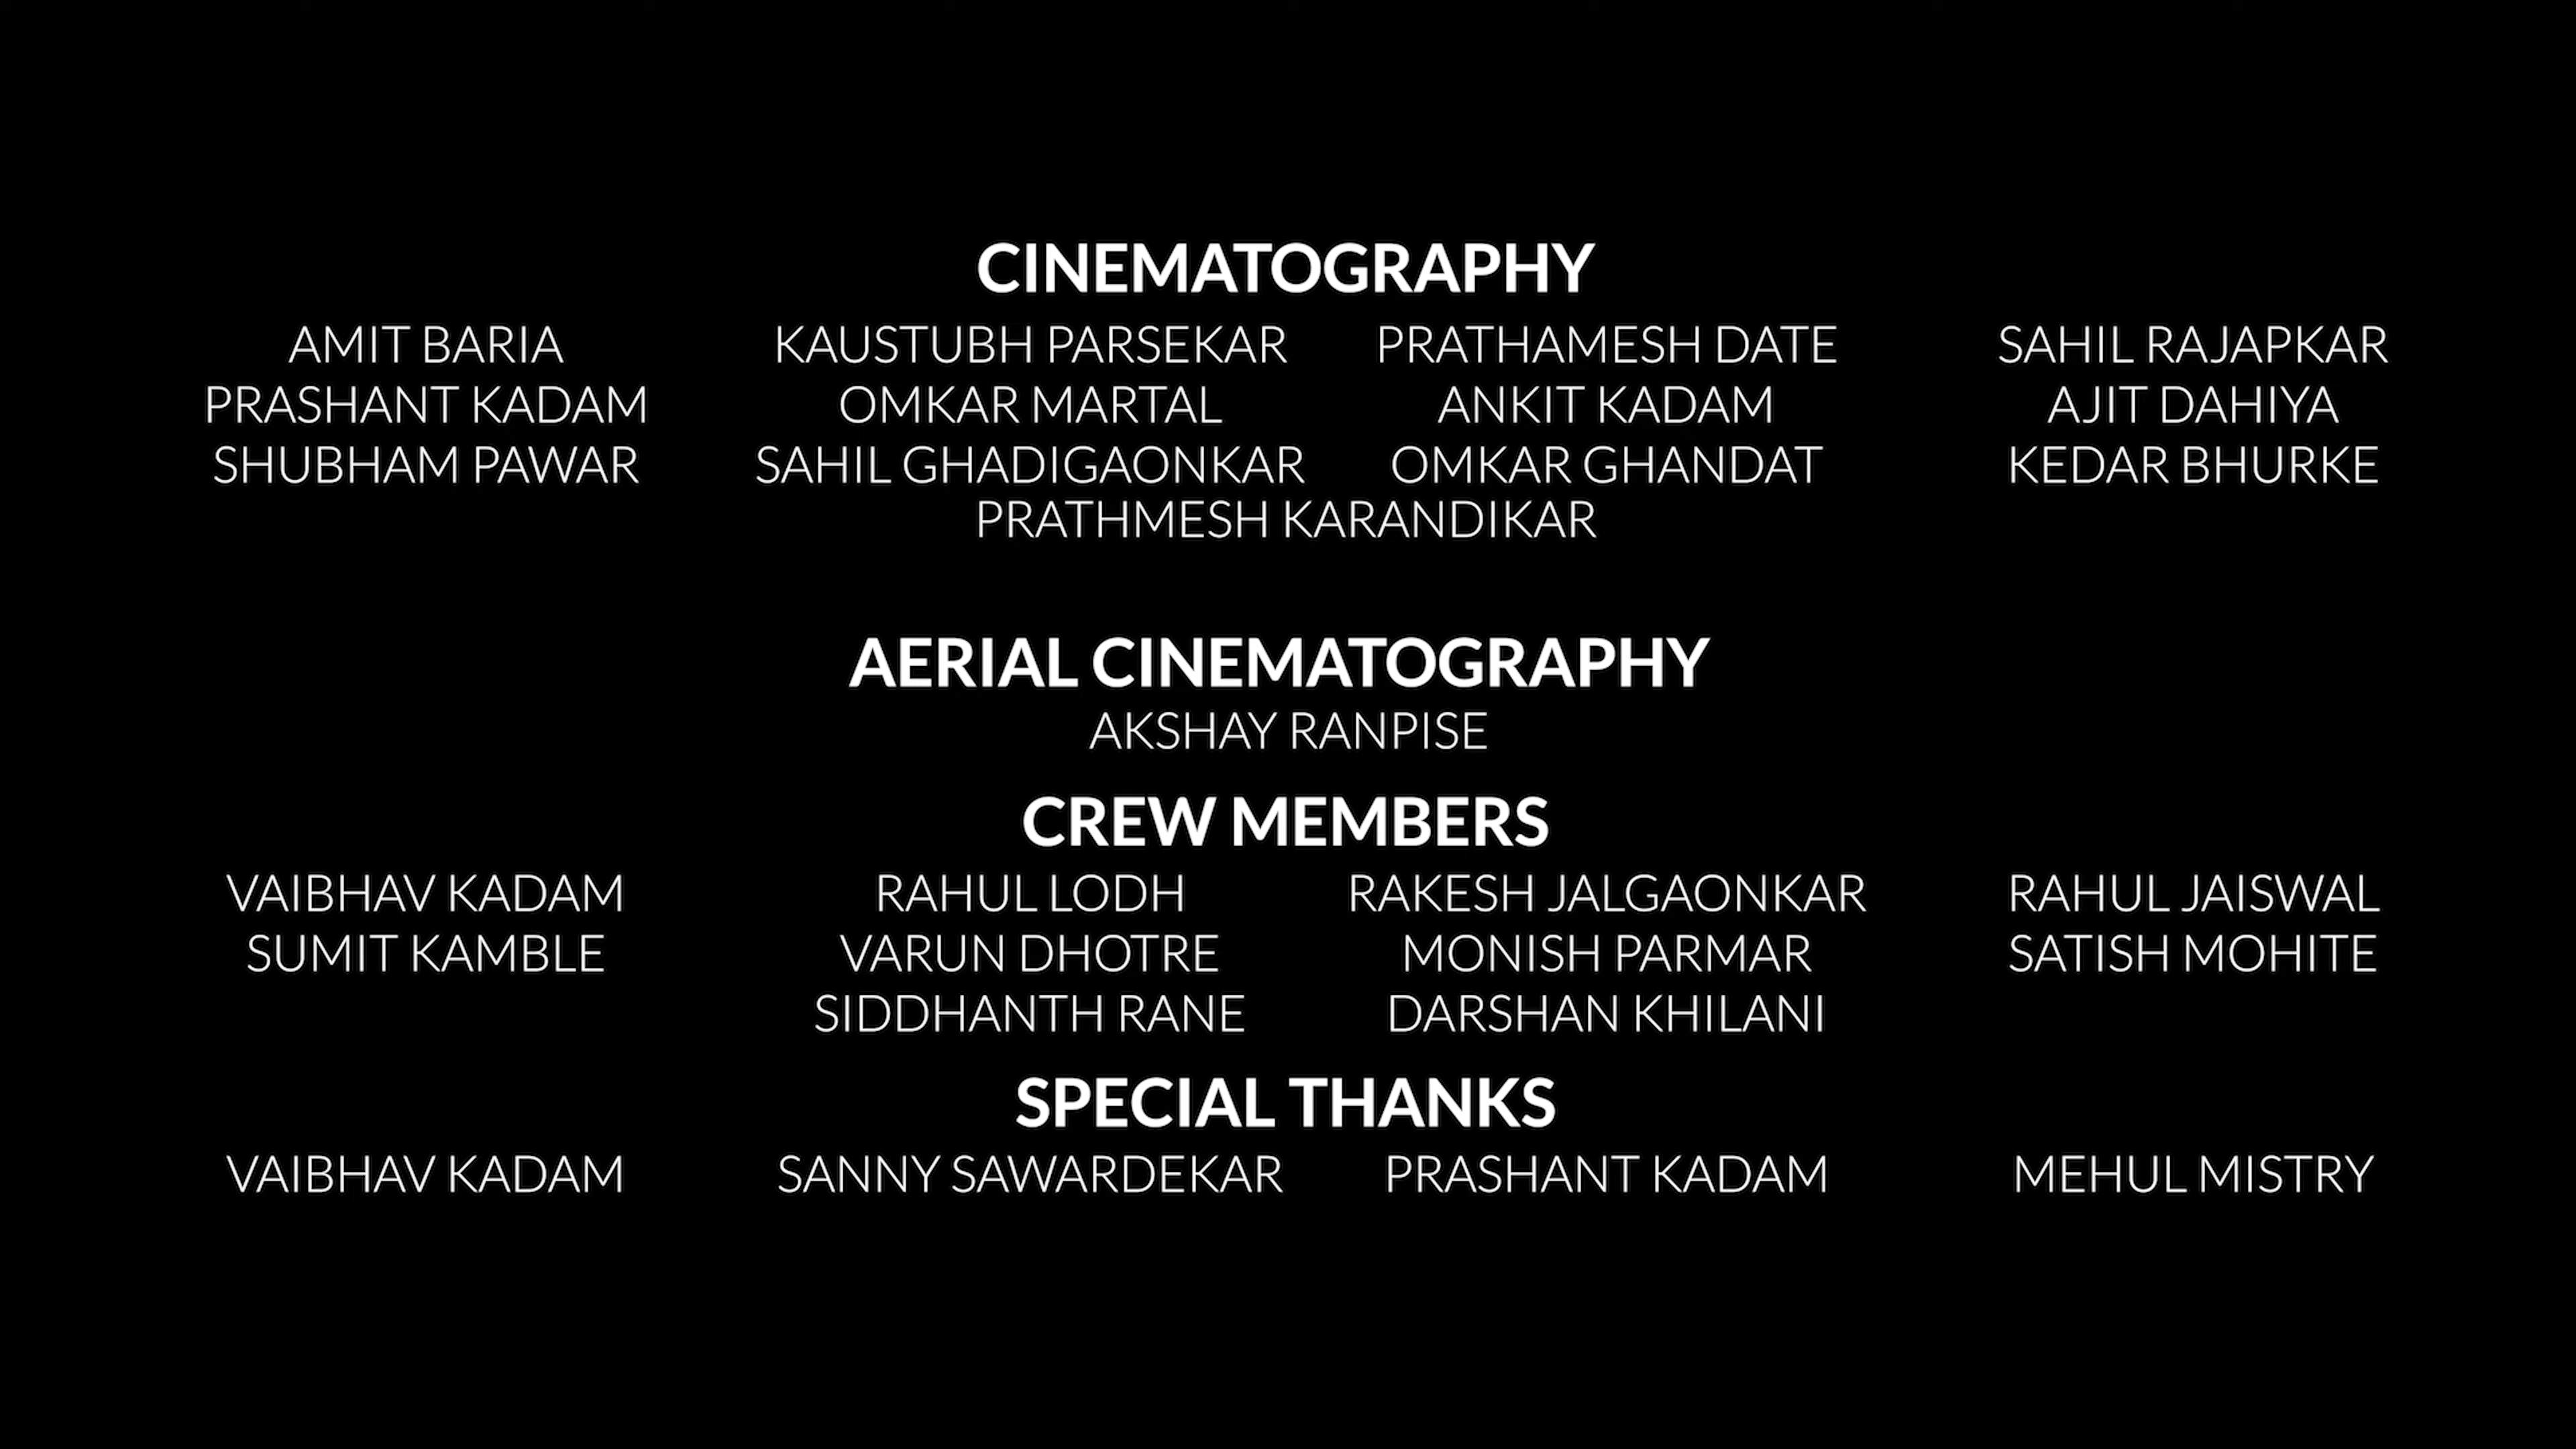 CINEMATOGRAPHY
AMIT BARIA KAUSTUBH PARSEKAR PRATHAMESH DATE SAHIL RAJAPKAR
PRASHANT KADAM OMKAR MARTAL ANKIT KADAM AJIT DAHIYA
SHUBHAM PAWAR SAHIL GHADIGAONKAR OMKAR GHANDAT KEDAR BHURKE
PRATHMESH KARANDIKAR
AERIAL CINEMATOGRAPHY
AKSHAY RANPISE
CREW MEMBERS
VAIBHAV KADAM RAHUL LODH RAKESH JALGAONKAR RAHUL JAISWAL
SUMIT KAMBLE VARUN DHOTRE MONISH PARMAR SATISH MOHITE
SIDDHANTH RANE DARSHAN KHILANI
SPECIAL THANKS
VAIBHAV KADAM SANNY SAWARDEKAR PRASHANT KADAM MEHUL MISTRY